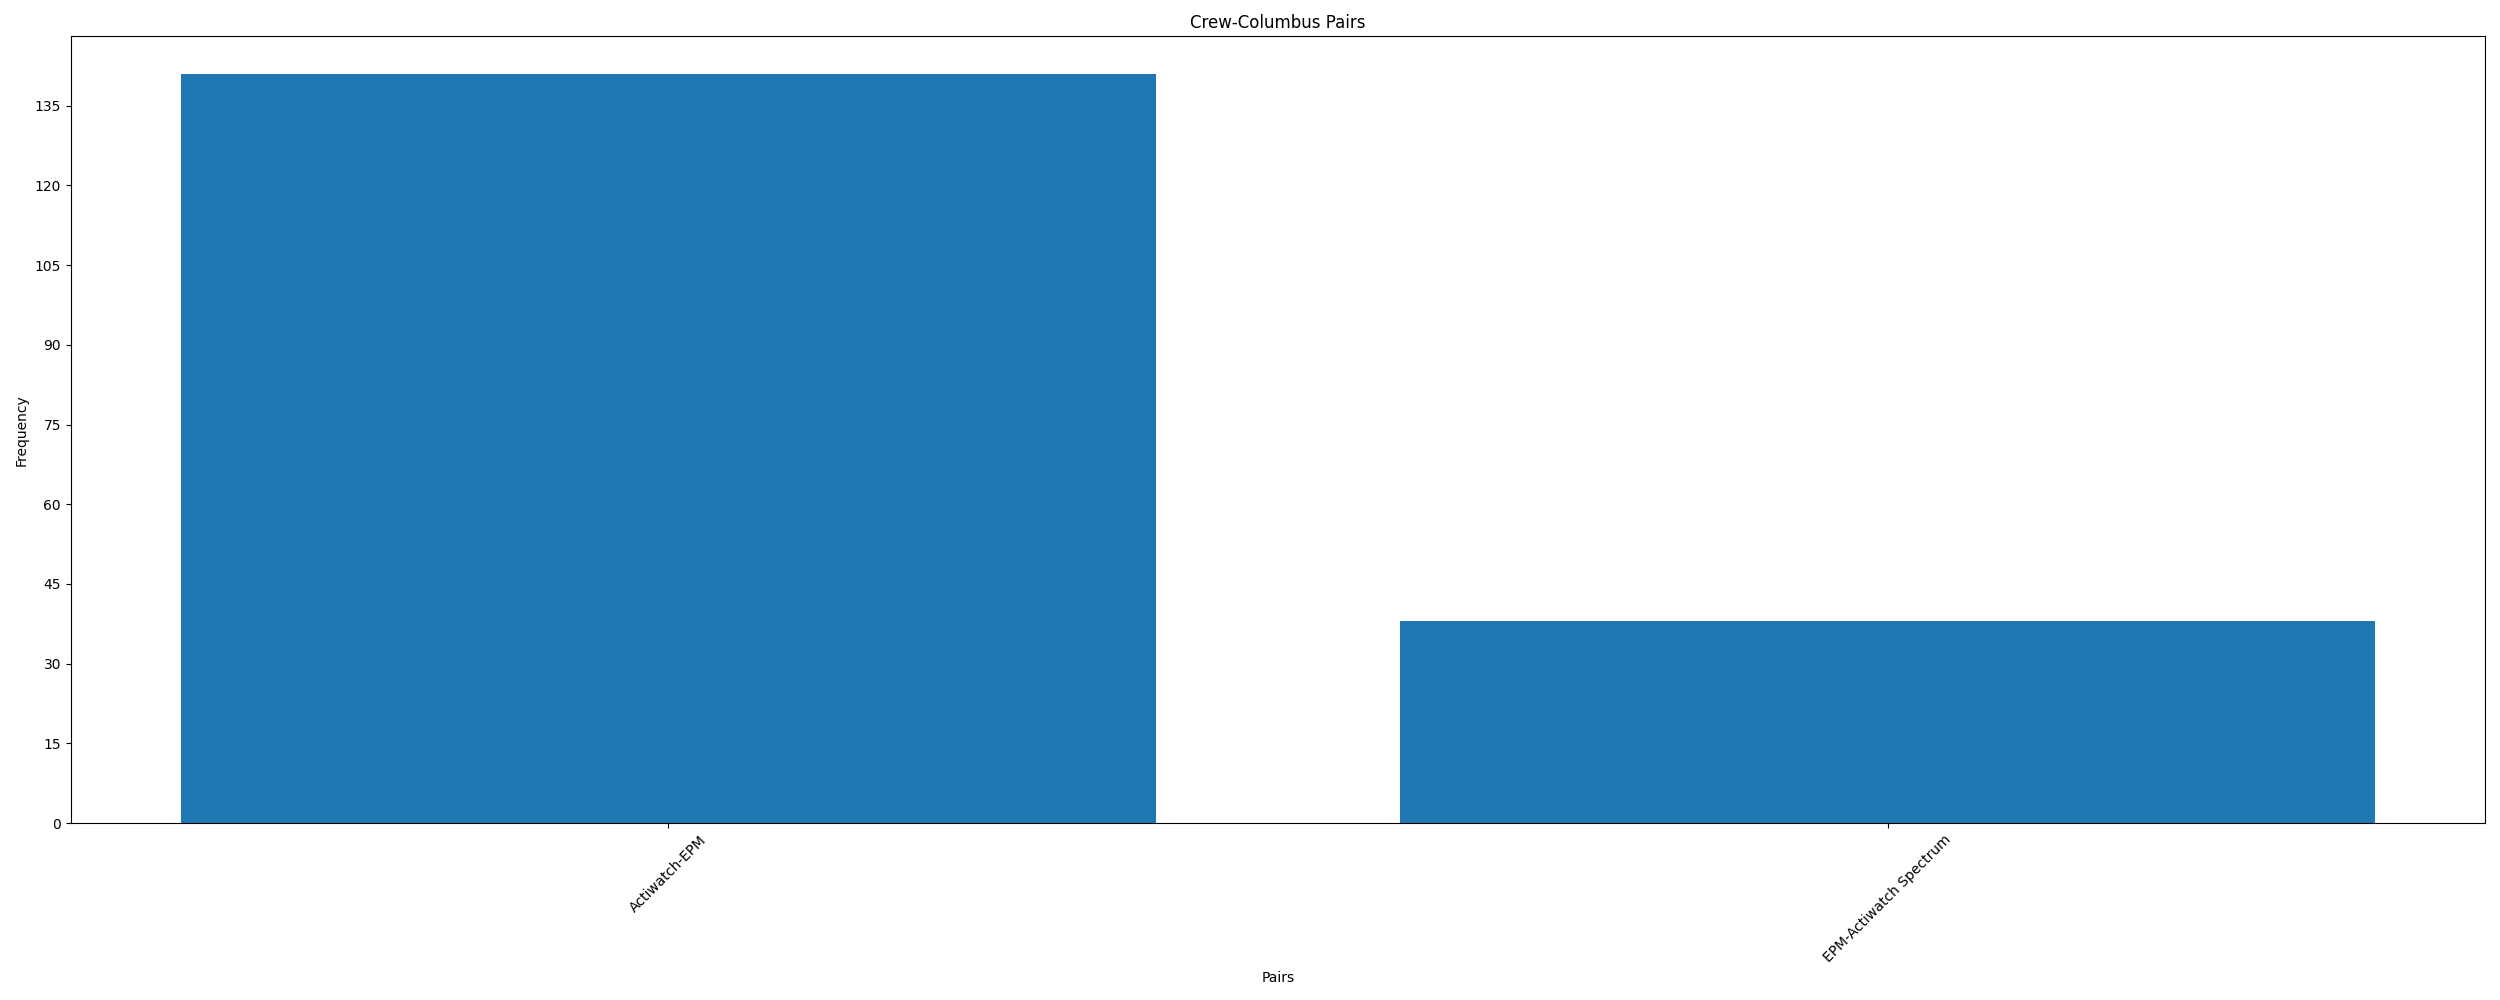 Crew-Columbus Pairs
135
120
105
90
75
60
45
30
15
0
Frequency
Actiwatch-EPM
EPM-Actiwatch Spectrum
Pairs